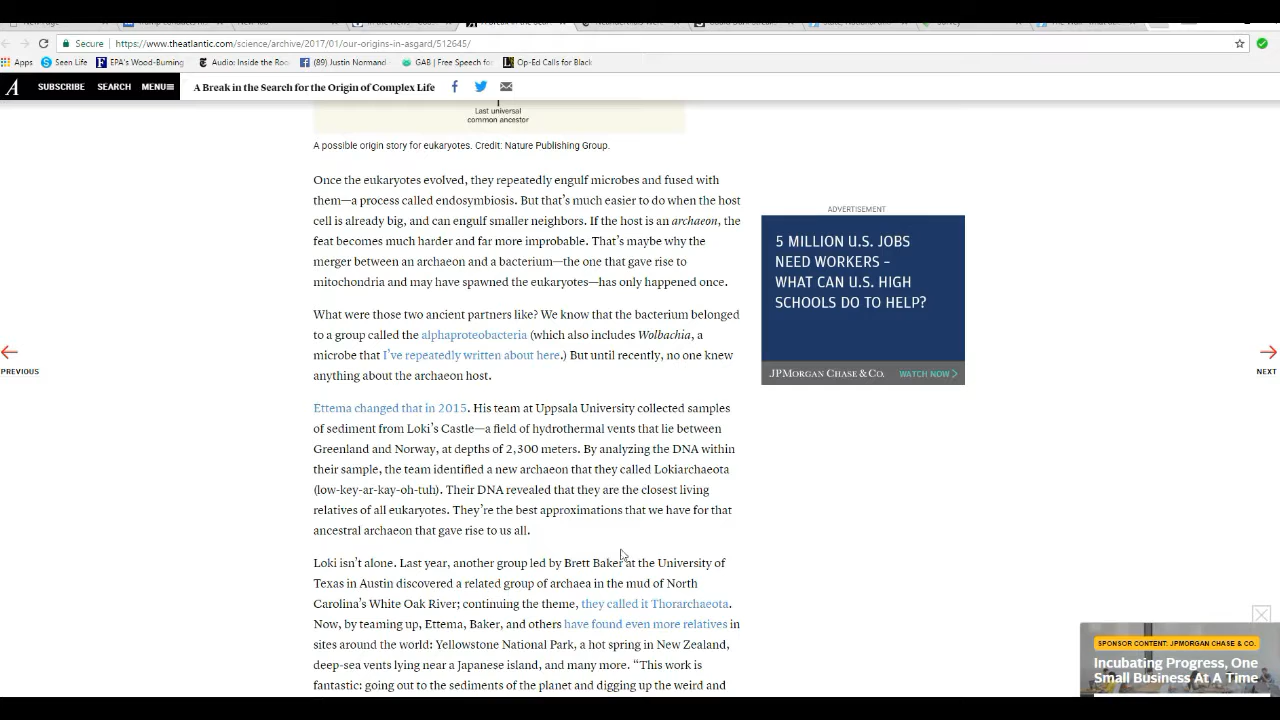 Secure
https://www.theatlantic.com/science/archive/2017/01/our-origins-in-asgard/512645/
Apps
Seen Life
EPA's Wood-Burning
Audio: Inside the Roo
(89) Justin Normand
GAB | Free Speech fo
Op-Ed Calls for Black
SUBSCRIBE
SEARCH
MENU
A Break in the Search for the Origin of Complex Life
Last universal
common ancestor
A possible origin story for eukaryotes. Credit: Nature Publishing Group.
Once the eukaryotes evolved, they repeatedly engulf microbes and fused with
them—a process called endosymbiosis. But that's much easier to do when the host
cell is already big, and can engulf smaller neighbors. If the host is an archaeon, the
feat becomes much harder and far more improbable. That's maybe why the
merger between an archaeon and a bacterium—the one that gave rise to
mitochondria and may have spawned the eukaryotes—has only happened once.
What were those two ancient partners like? We know that the bacterium belonged
to a group called the alphaproteobacteria (which also includes Wolbachia, a
microbe that I've repeatedly written about here.) But until recently, no one knew
anything about the archaeon host.
Ettema changed that in 2015. His team at Uppsala University collected samples
of sediment from Loki's Castle—a field of hydrothermal vents that lie between
Greenland and Norway, at depths of 2,300 meters. By analyzing the DNA within
their sample, the team identified a new archaeon that they called Lokiarchaeota
(low-key-ar-kay-oh-tuh). Their DNA revealed that they are the closest living
relatives of all eukaryotes. They're the best approximations that we have for that
ancestral archaeon that gave rise to us all.
Loki isn't alone. Last year, another group led by Brett Baker at the University of
Texas in Austin discovered a related group of archaea in the mud of North
Carolina's White Oak River; continuing the theme, they called it Thorarchaeota.
Now, by teaming up, Ettema, Baker, and others have found even more relatives in
sites around the world: Yellowstone National Park, a hot spring in New Zealand,
deep-sea vents lying near a Japanese island, and many more. “This work is
fantastic: going out to the sediments of the planet and digging up the weird and
PREVIOUS
NEXT
ADVERTISEMENT
5 MILLION U.S. JOBS
NEED WORKERS –
WHAT CAN U.S. HIGH
SCHOOLS DO TO HELP?
JPMORGAN CHASE & CO.
WATCH NOW
SPONSOR CONTENT: JPMORGAN CHASE & CO.
Incubating Progress, One
Small Business At A Time